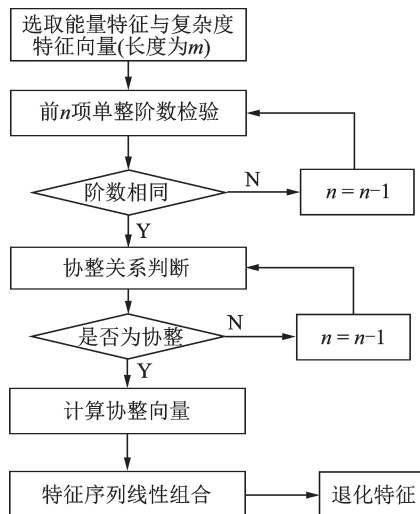 选取能量特征与复杂度
特征向量(长度为m)
前n项单整阶数检验
阶数相同
N
n = n−1
Y
协整关系判断
是否为协整
N
n = n−1
Y
计算协整向量
特征序列线性组合
退化特征